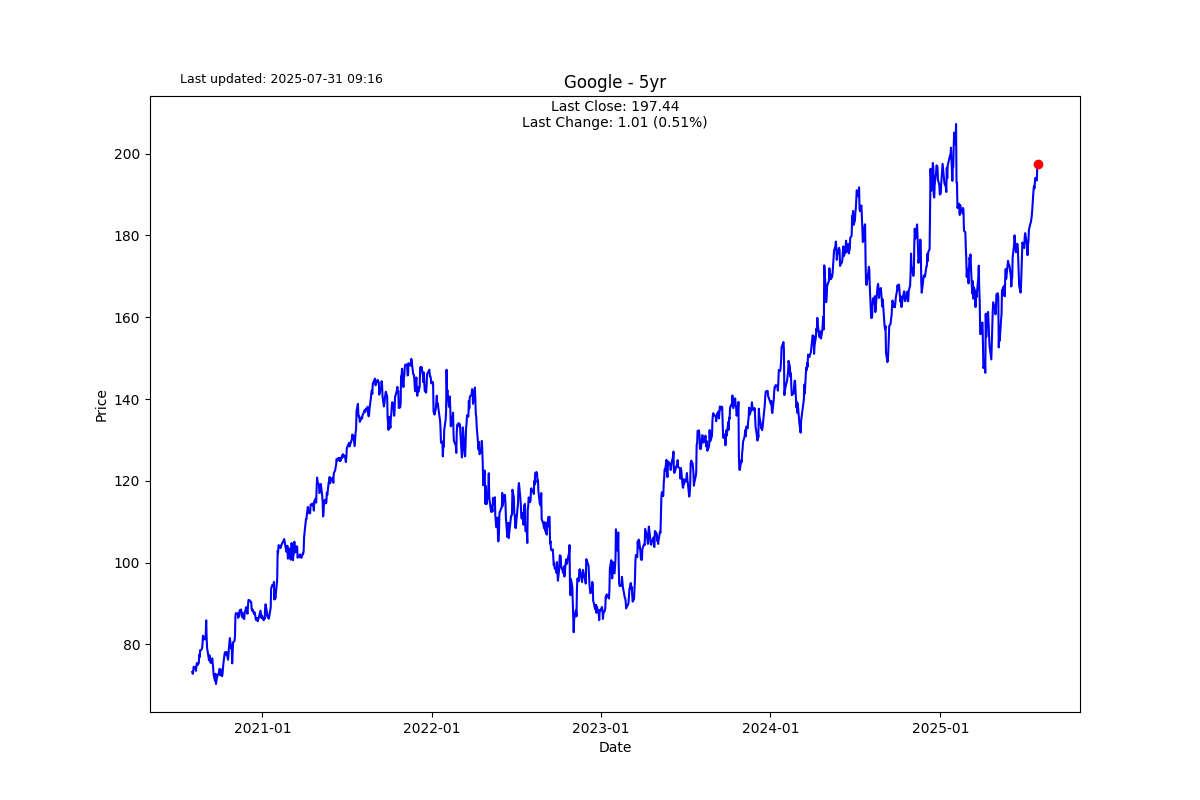 Last updated: 2025-07-31 09:16
Google - 5yr
Last Close: 197.44
Last Change: 1.01 (0.51%)
200
180
160
140
120
100
80
Price
2021-01
2022-01
2023-01
2024-01
2025-01
Date